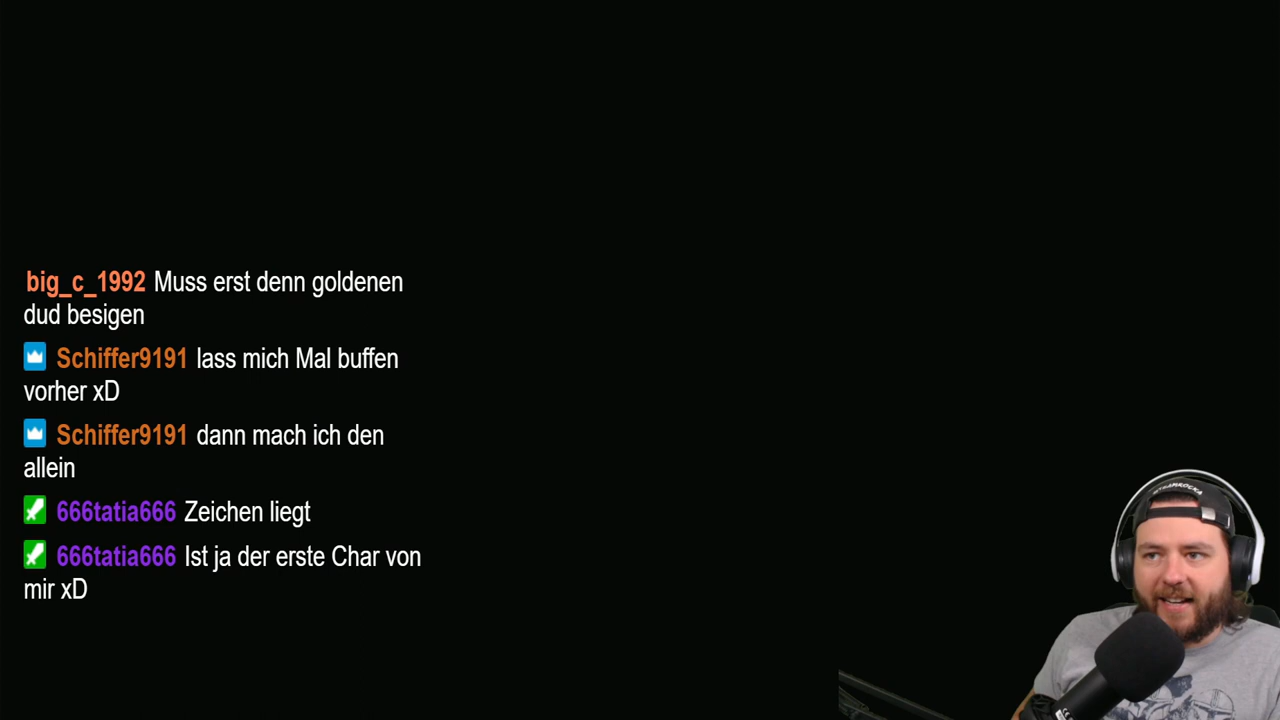 big_c_1992 Muss erst denn goldenen
dud besigen
Schiffer9191 lass mich Mal buffen
vorher xD
Schiffer9191 dann mach ich den
allein
666tatia666 Zeichen liegt
666tatia666 Ist ja der erste Char von
mir xD